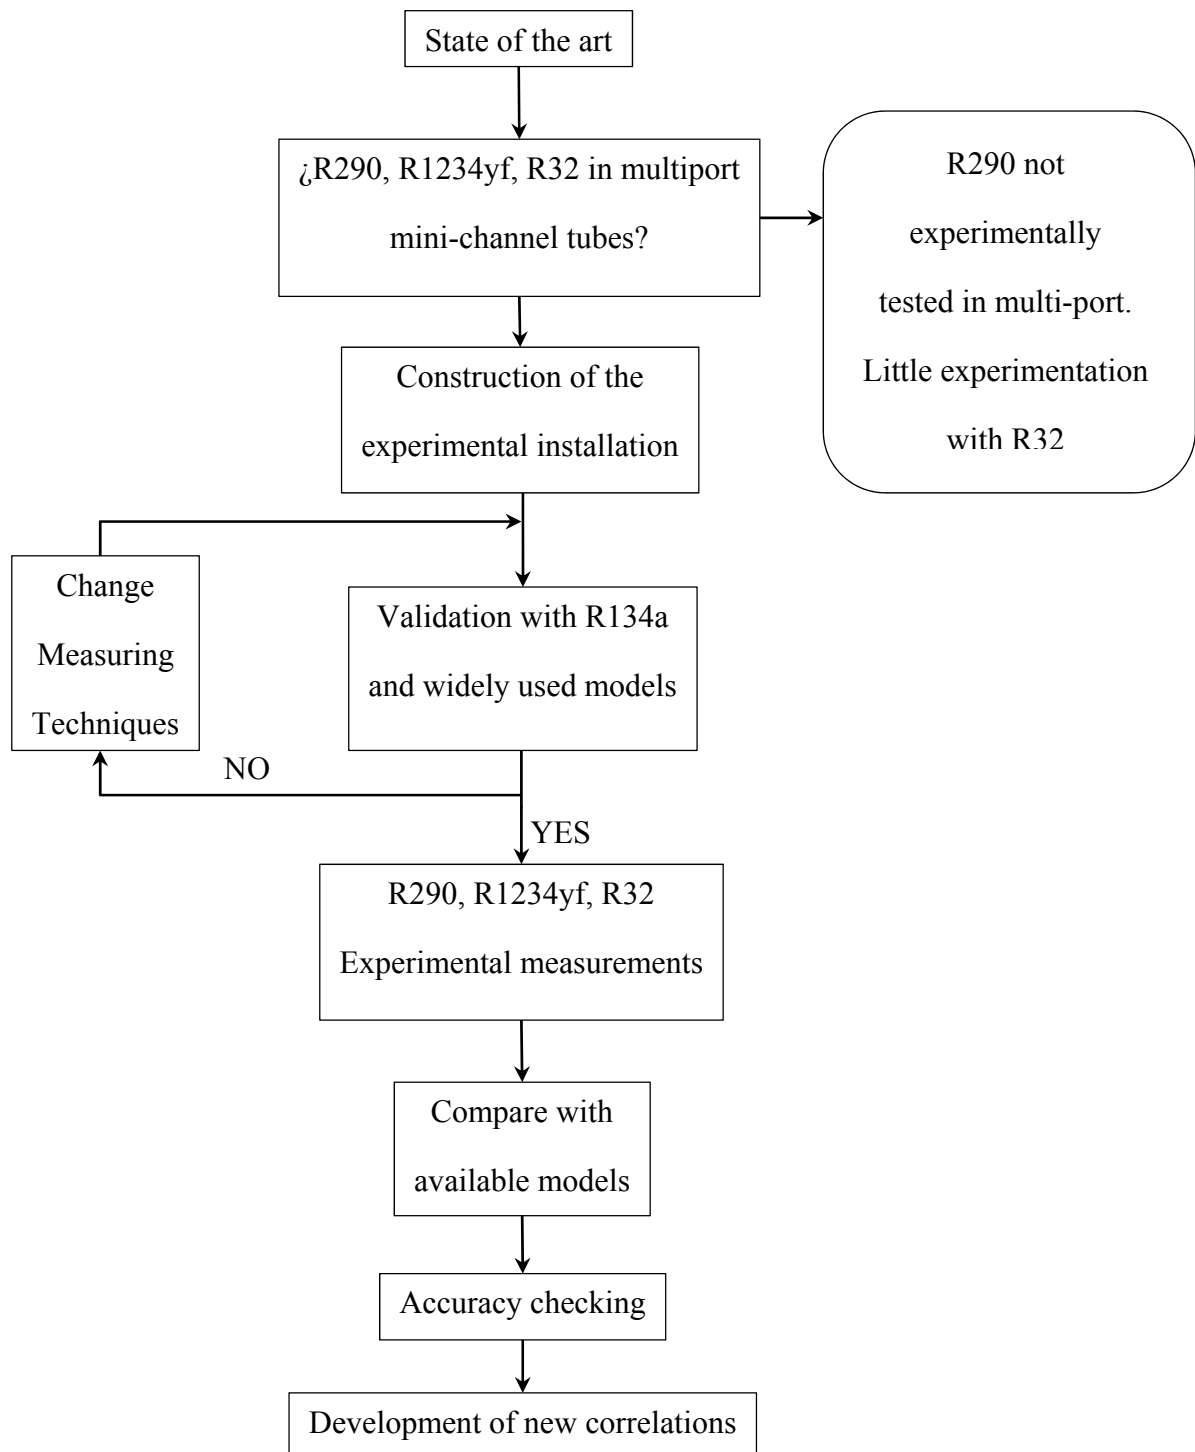 State of the art
¿R290, R1234yf, R32 in multiport
mini-channel tubes?
R290 not
experimentally
tested in multi-port.
Little experimentation
with R32
Construction of the
experimental installation
Change
Measuring
Techniques
Validation with R134a
and widely used models
NO
YES
R290, R1234yf, R32
Experimental measurements
Compare with
available models
Accuracy checking
Development of new correlations